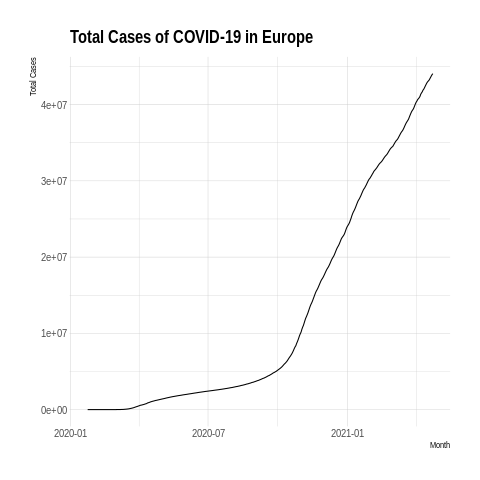 Total Cases of COVID-19 in Europe
Total Cases
4e+07
3e+07
2e+07
1e+07
0e+00
2020-01 2020-07 2021-01
Month